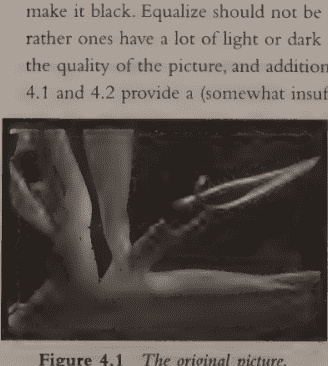 make it black. Equalize should not be
rather ones have a lot of light or dark
the quality of the picture, and addition
4.1 and 4.2 provide a (somewhat insuf
Figure 4.1 The original picture.